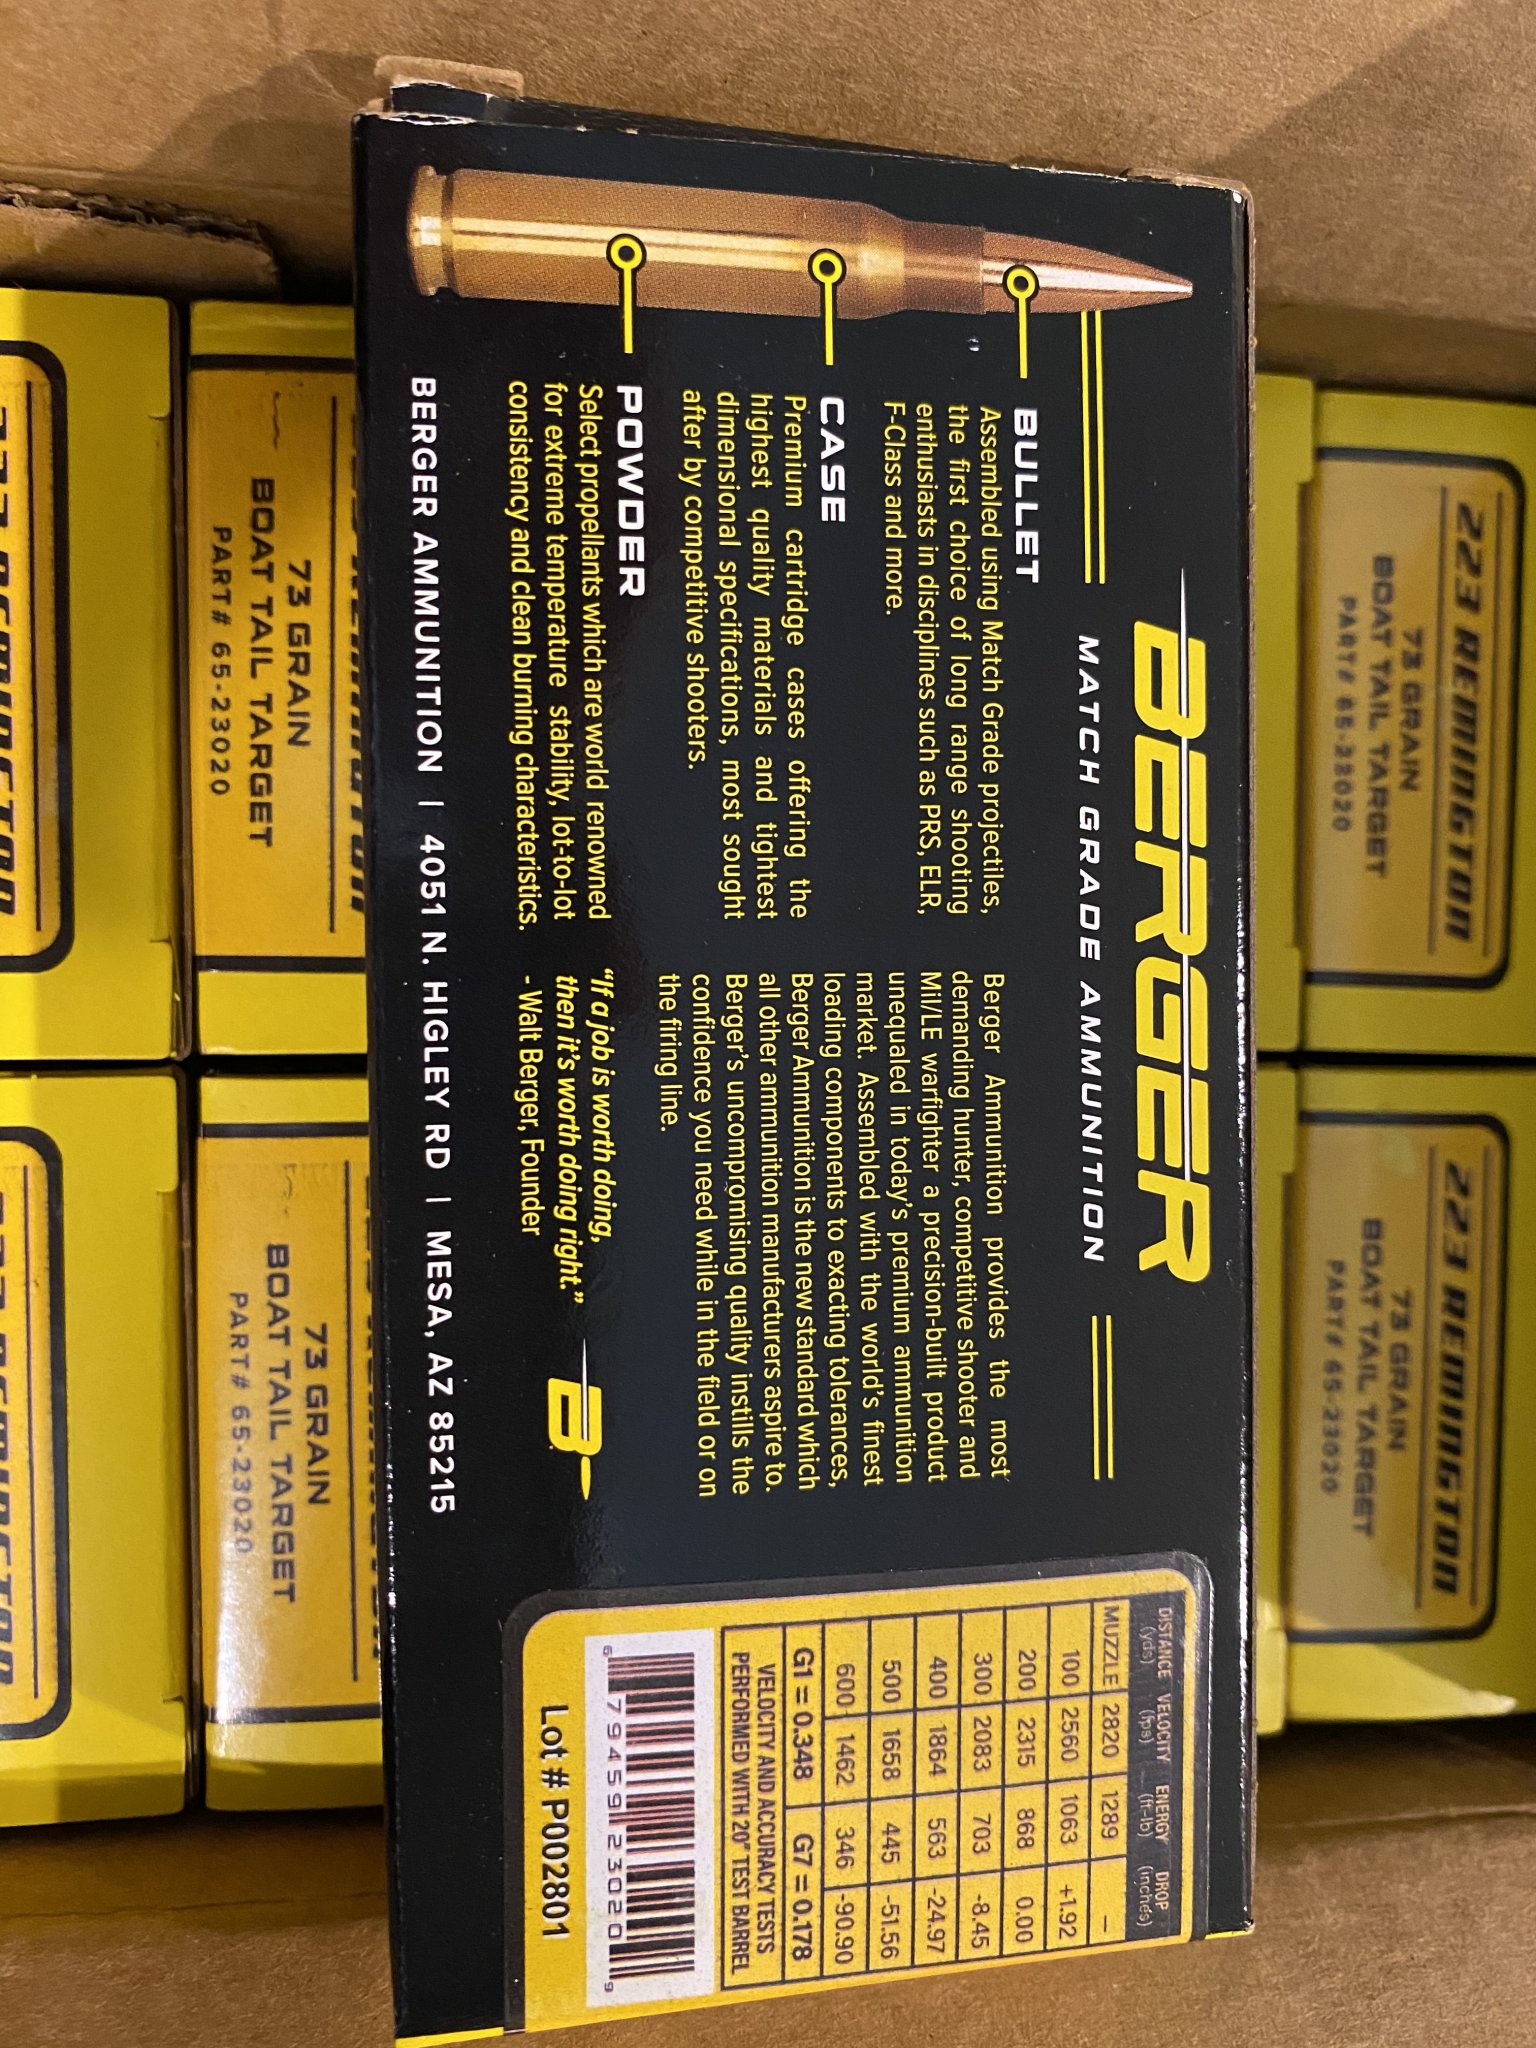 BERGER
MATCH GRADE AMMUNITION
BULLET
Assembled using Match Grade projectiles,
the first choice of long range shooting
enthusiasts in disciplines such as PRS, ELR,
F-Class and more.
CASE
Premium cartridge cases offering the
highest quality materials and tightest
dimensional specifications, most sought
after by competitive shooters.
POWDER
Select propellants which are world renowned
for extreme temperature stability, lot-to-lot
consistency and clean burning characteristics.
Berger Ammunition provides the most
demanding hunter, competitive shooter and
Mil/LE warfighter a precision-built product
unequaled in today's premium ammunition
market. Assembled with the world's finest
loading components to exacting tolerances,
Berger Ammunition is the new standard which
all other ammunition manufacturers aspire to.
Berger's uncompromising quality instills the
confidence you need while in the field or on
the firing line.
"If a job is worth doing,
then it's worth doing right."
- Walt Berger, Founder
B
BERGER AMMUNITION | 4051 N. HIGLEY RD | MESA, AZ 85215
DISTANCE (yds) VELOCITY (fps) ENERGY (ft-lb) DROP (inches)
MUZZLE 2820 1289 –
100 2560 1063 +1.92
200 2315 868 0.00
300 2083 703 -8.45
400 1864 563 -24.97
500 1658 445 -51.56
600 1462 346 -90.90
G1 = 0.348 G7 = 0.178
VELOCITY AND ACCURACY TESTS
PERFORMED WITH 20" TEST BARREL
6 79459 23020 9
Lot # P002801
223 REMINGTON
73 GRAIN
BOAT TAIL TARGET
PART# 65-23020
223 REMINGTON
73 GRAIN
BOAT TAIL TARGET
PART# 65-23020
73 GRAIN
BOAT TAIL TARGET
PART# 65-23020
73 GRAIN
BOAT TAIL TARGET
PART# 65-23020